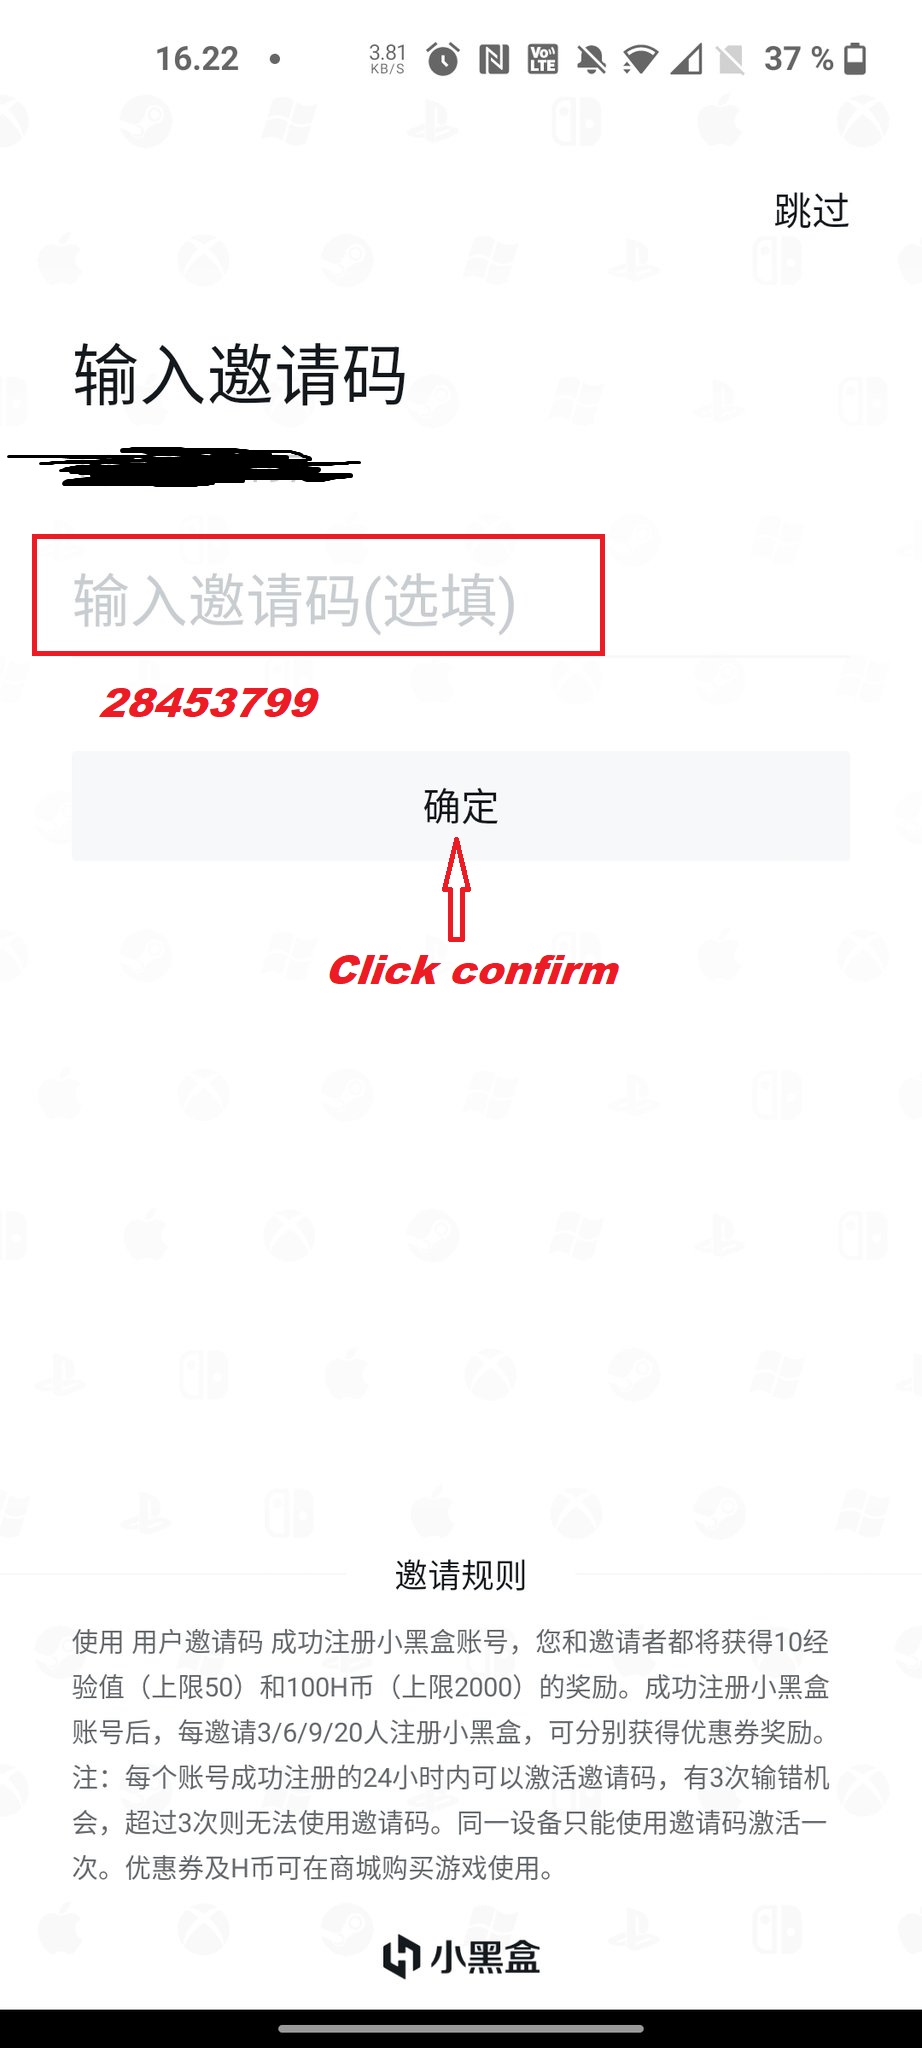 16.22
3.81
KB/S
Vo))
LTE
37 %
跳过
输入邀请码
输入邀请码(选填)
28453799
确定
Click confirm
邀请规则
使用 用户邀请码 成功注册小黑盒账号，您和邀请者都将获得10经
验值（上限50）和100H币（上限2000）的奖励。成功注册小黑盒
账号后，每邀请3/6/9/20人注册小黑盒，可分别获得优惠券奖励。
注：每个账号成功注册的24小时内可以激活邀请码，有3次输错机
会，超过3次则无法使用邀请码。同一设备只能使用邀请码激活一
次。优惠券及H币可在商城购买游戏使用。
小黑盒